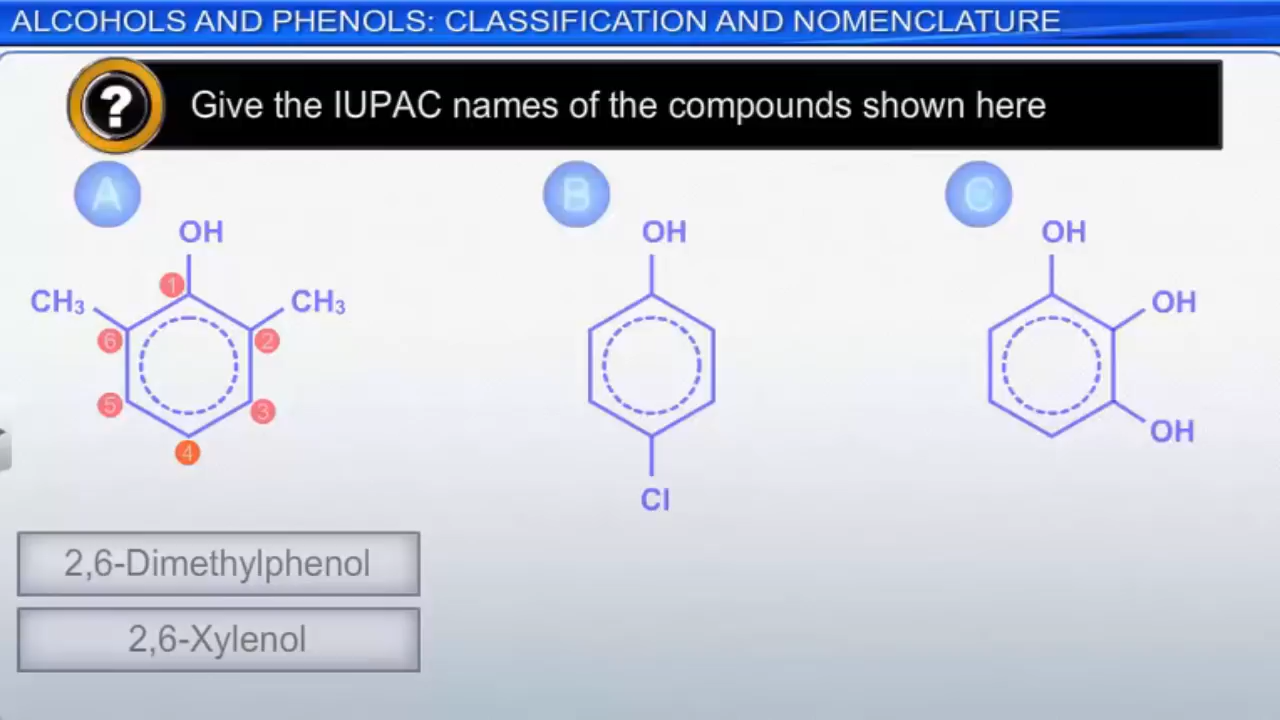 ALCOHOLS AND PHENOLS: CLASSIFICATION AND NOMENCLATURE
? Give the IUPAC names of the compounds shown here
A B C
OH OH OH
1
CH₃ CH₃ OH
6 2
5 3
4 OH
Cl
2,6-Dimethylphenol
2,6-Xylenol